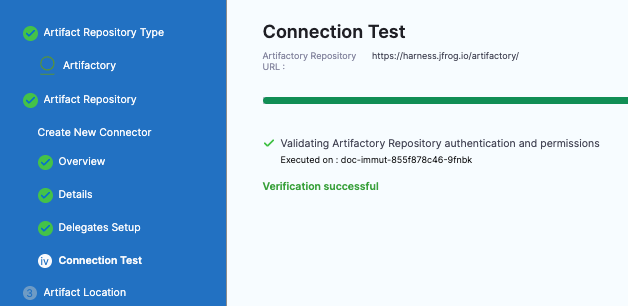 Artifact Repository Type
Artifactory
Artifact Repository
Create New Connector
Overview
Details
Delegates Setup
iv Connection Test
3 Artifact Location
Connection Test
Artifactory Repository https://harness.jfrog.io/artifactory/
URL :
Validating Artifactory Repository authentication and permissions
Executed on : doc-immut-855f878c46-9fnbk
Verification successful